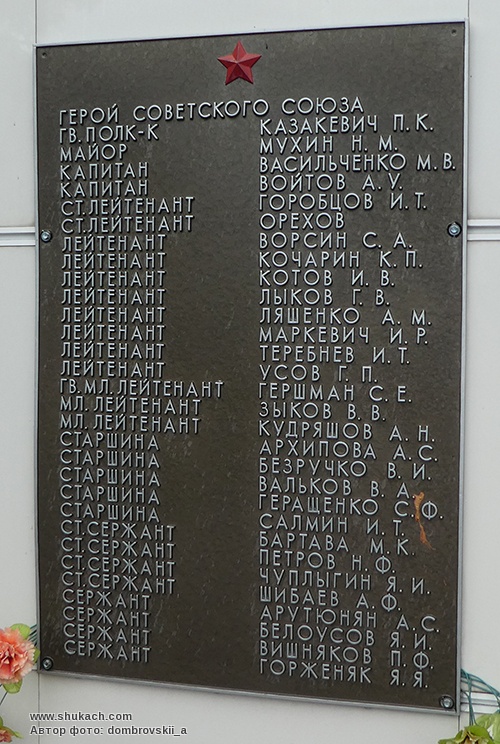 ГЕРОЙ СОВЕТСКОГО СОЮЗА
ГВ.ПОЛК-К КАЗАКЕВИЧ П.К.
МАЙОР МУХИН Н.М.
КАПИТАН ВАСИЛЬЧЕНКО М.В.
КАПИТАН ВОЙТОВ А.У.
СТ.ЛЕЙТЕНАНТ ГОРОБЦОВ И.Т.
СТ.ЛЕЙТЕНАНТ ОРЕХОВ
ЛЕЙТЕНАНТ ВОРСИН С.А.
ЛЕЙТЕНАНТ КОЧАРИН К.П.
ЛЕЙТЕНАНТ КОТОВ И.В.
ЛЕЙТЕНАНТ ЛЫКОВ Г.В.
ЛЕЙТЕНАНТ ЛЯШЕНКО А.М.
ЛЕЙТЕНАНТ МАРКЕВИЧ И.Р.
ЛЕЙТЕНАНТ ТЕРЕБНЕВ И.Т.
ЛЕЙТЕНАНТ УСОВ Г.П.
ГВ.МЛ.ЛЕЙТЕНАНТ ГЕРШМАН С.Е.
МЛ.ЛЕЙТЕНАНТ ЗЫКОВ В.В.
МЛ.ЛЕЙТЕНАНТ КУДРЯШОВ А.Н.
СТАРШИНА АРХИПОВА А.С.
СТАРШИНА БЕЗРУЧКО В.И.
СТАРШИНА ВАЛЬКОВ В.А.
СТАРШИНА ГЕРАЩЕНКО С.Ф.
СТАРШИНА САЛМИН И.Т.
СТ.СЕРЖАНТ БАРТАВА М.К.
СТ.СЕРЖАНТ ПЕТРОВ Н.Ф.
СТ.СЕРЖАНТ ЧУПЛЫГИН Я.И.
СТ.СЕРЖАНТ ШИБАЕВ А.Ф.
СЕРЖАНТ АРУТЮНЯН А.С.
СЕРЖАНТ БЕЛОУСОВ Я.И.
СЕРЖАНТ ВИШНЯКОВ П.Ф.
СЕРЖАНТ ГОРЖЕНЯК Я.Я.
www.shukach.com
Автор фото: dombrovskii_a